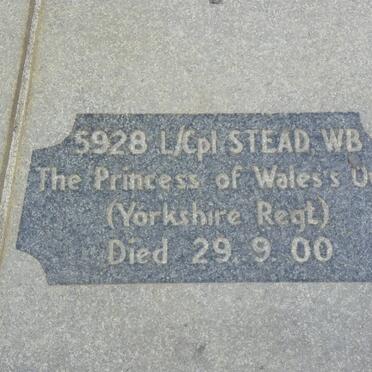 5928 L/Cpl STEAD WB
The Princess of Wales's
(Yorkshire Regt)
Died 29. 9. 00